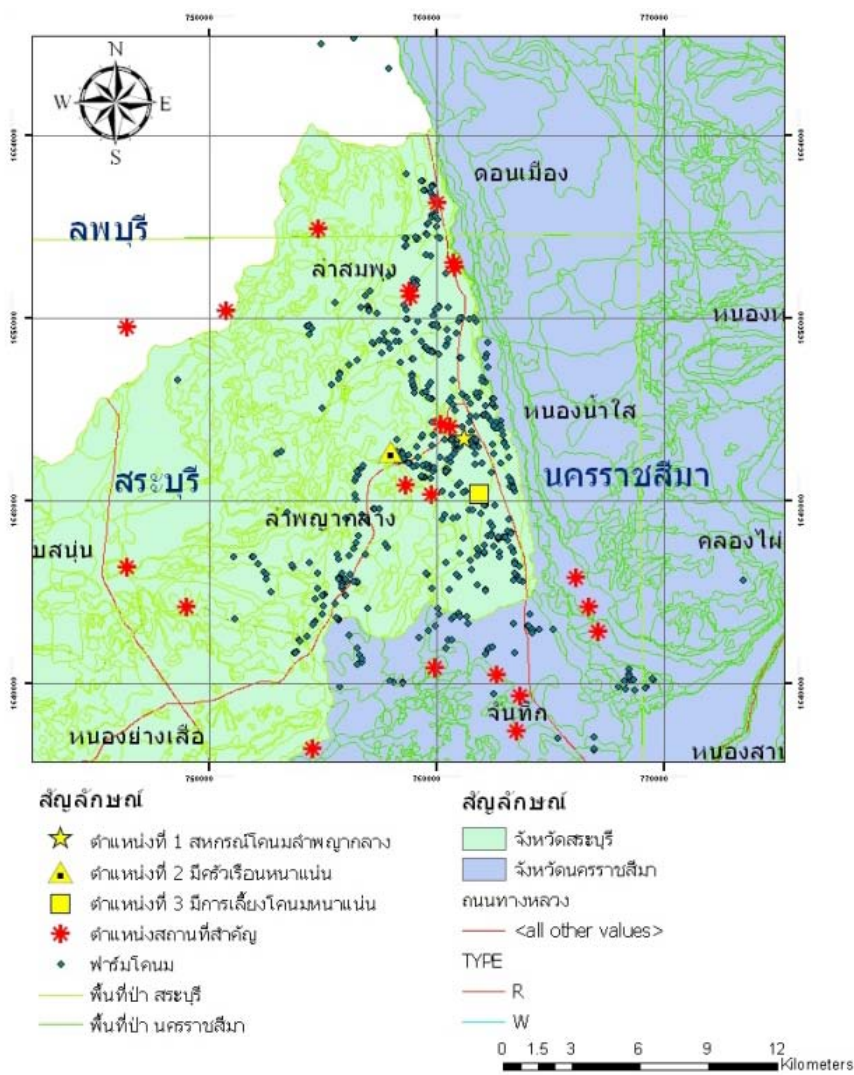 750000 760000 770000
N
W E
S
ดอนเมือง
ลพบุรี
ลำสมพุง
หนองน้ำใส
สระบุรี
นครราชสีมา
ลำพญากลาง
คลองไผ่
บสนุ่น
จันทึก
หนองย่างเสือ
750000 760000 770000
สัญลักษณ์
ตำแหน่งที่ 1 สหกรณ์โคนมลำพญากลาง
ตำแหน่งที่ 2 มีครัวเรือนหนาแน่น
ตำแหน่งที่ 3 มีการเลี้ยงโคนมหนาแน่น
ตำแหน่งสถานที่สำคัญ
ฟาร์มโคนม
พื้นที่ป่า สระบุรี
พื้นที่ป่า นครราชสีมา
สัญลักษณ์
จังหวัดสระบุรี
จังหวัดนครราชสีมา
ถนนทางหลวง
<all other values>
TYPE
R
W
0 1.5 3 6 9 12
Kilometers